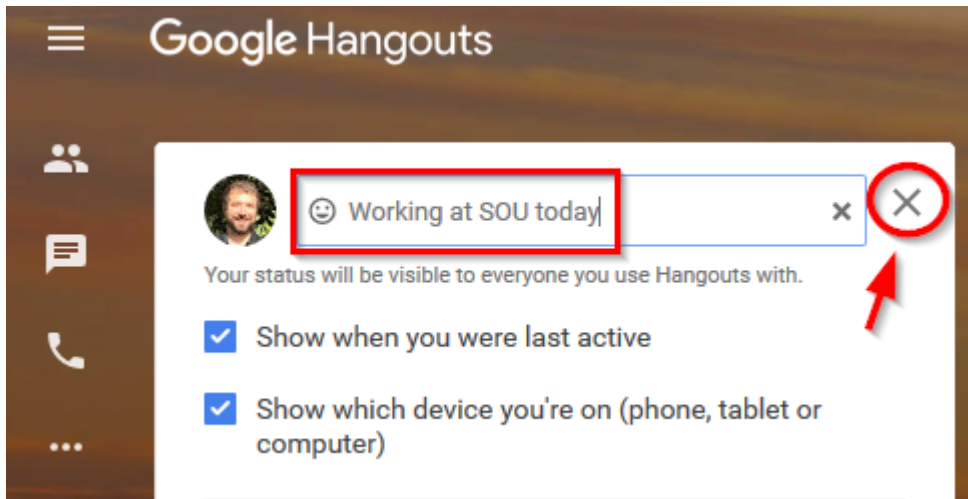 Google Hangouts
Working at SOU today
Your status will be visible to everyone you use Hangouts with.
Show when you were last active
Show which device you're on (phone, tablet or
computer)